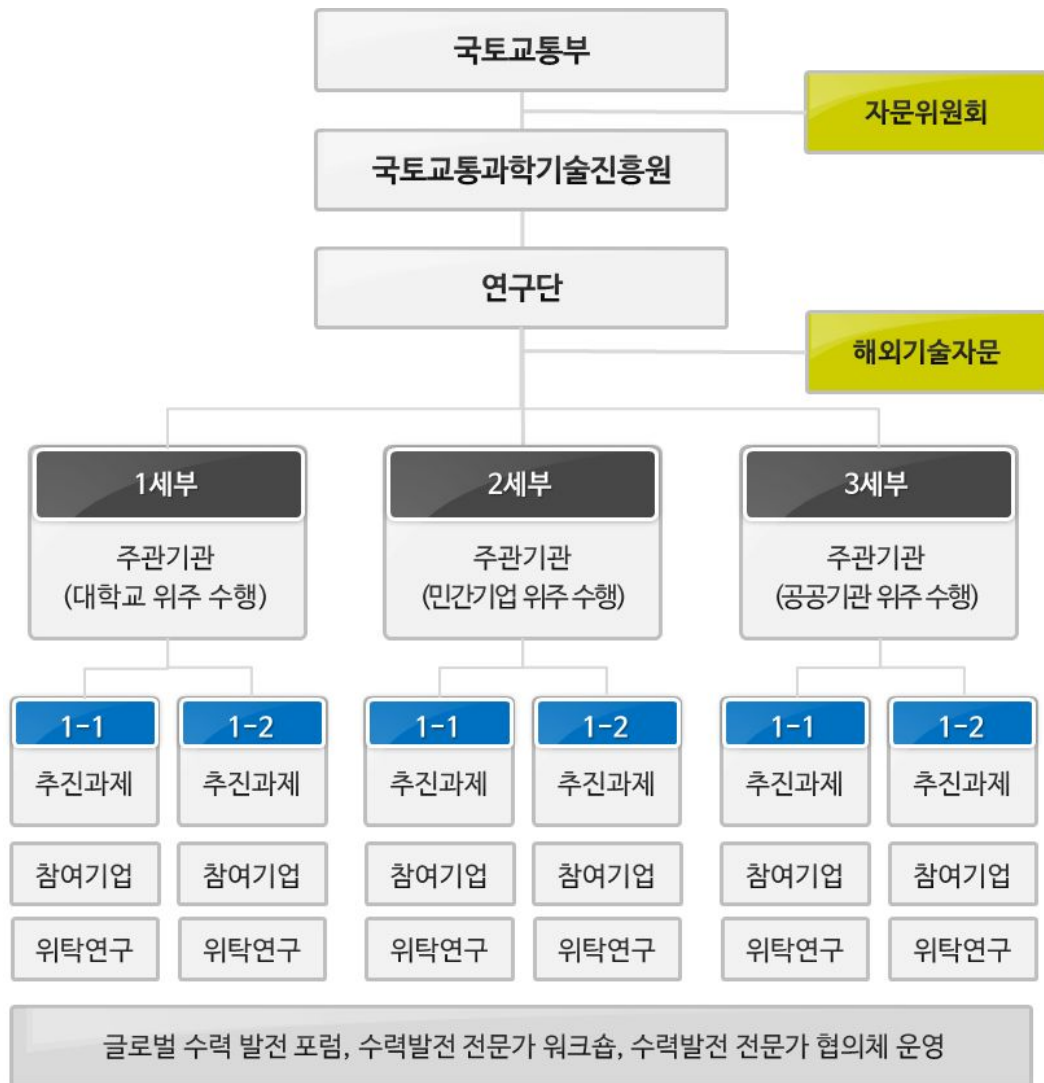 국토교통부
자문위원회
국토교통과학기술진흥원
연구단
해외기술자문
1세부
주관기관
(대학교 위주 수행)
2세부
주관기관
(민간기업 위주 수행)
3세부
주관기관
(공공기관 위주 수행)
1-1
추진과제
참여기업
위탁연구
1-2
추진과제
참여기업
위탁연구
1-1
추진과제
참여기업
위탁연구
1-2
추진과제
참여기업
위탁연구
1-1
추진과제
참여기업
위탁연구
1-2
추진과제
참여기업
위탁연구
글로벌 수력 발전 포럼, 수력발전 전문가 워크숍, 수력발전 전문가 협의체 운영